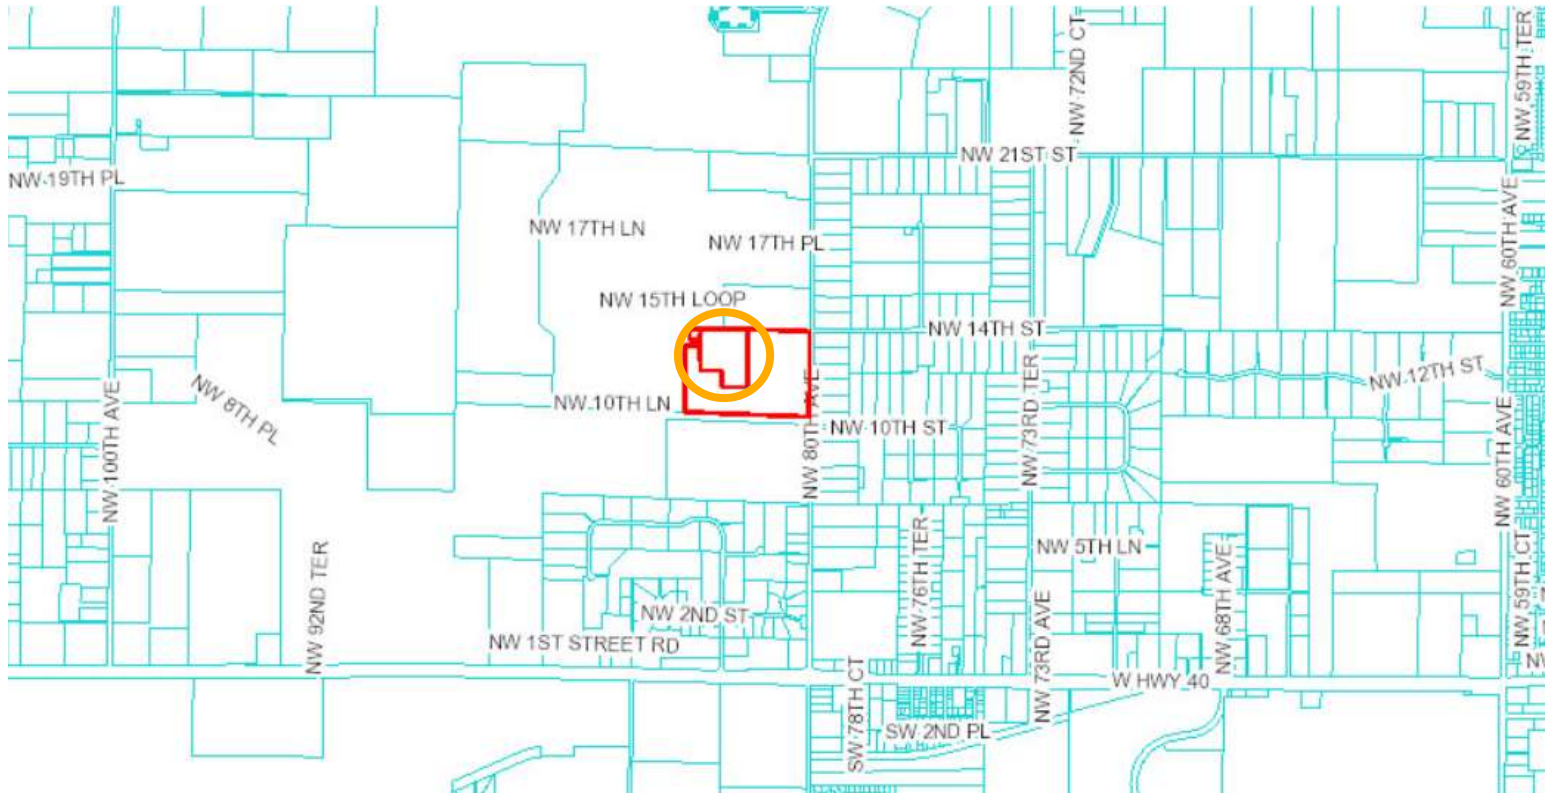 NW 72ND CT
NW 59TH TER
NW 21ST ST
NW 19TH PL
NW 60TH AVE
NW 17TH LN
NW 17TH PL
NW 15TH LOOP
NW 14TH ST
NW 12TH ST
NW 8TH PL
NW 10TH LN
NW 80TH AVE
NW 10TH ST
NW 73RD TER
NW 100TH AVE
NW 60TH AVE
NW 5TH LN
NW 76TH TER
NW 92ND TER
NW 2ND ST
NW 1ST STREET RD
NW 73RD AVE
NW 68TH AVE
NW 59TH CT
W HWY 40
SW 78TH CT
SW 2ND PL